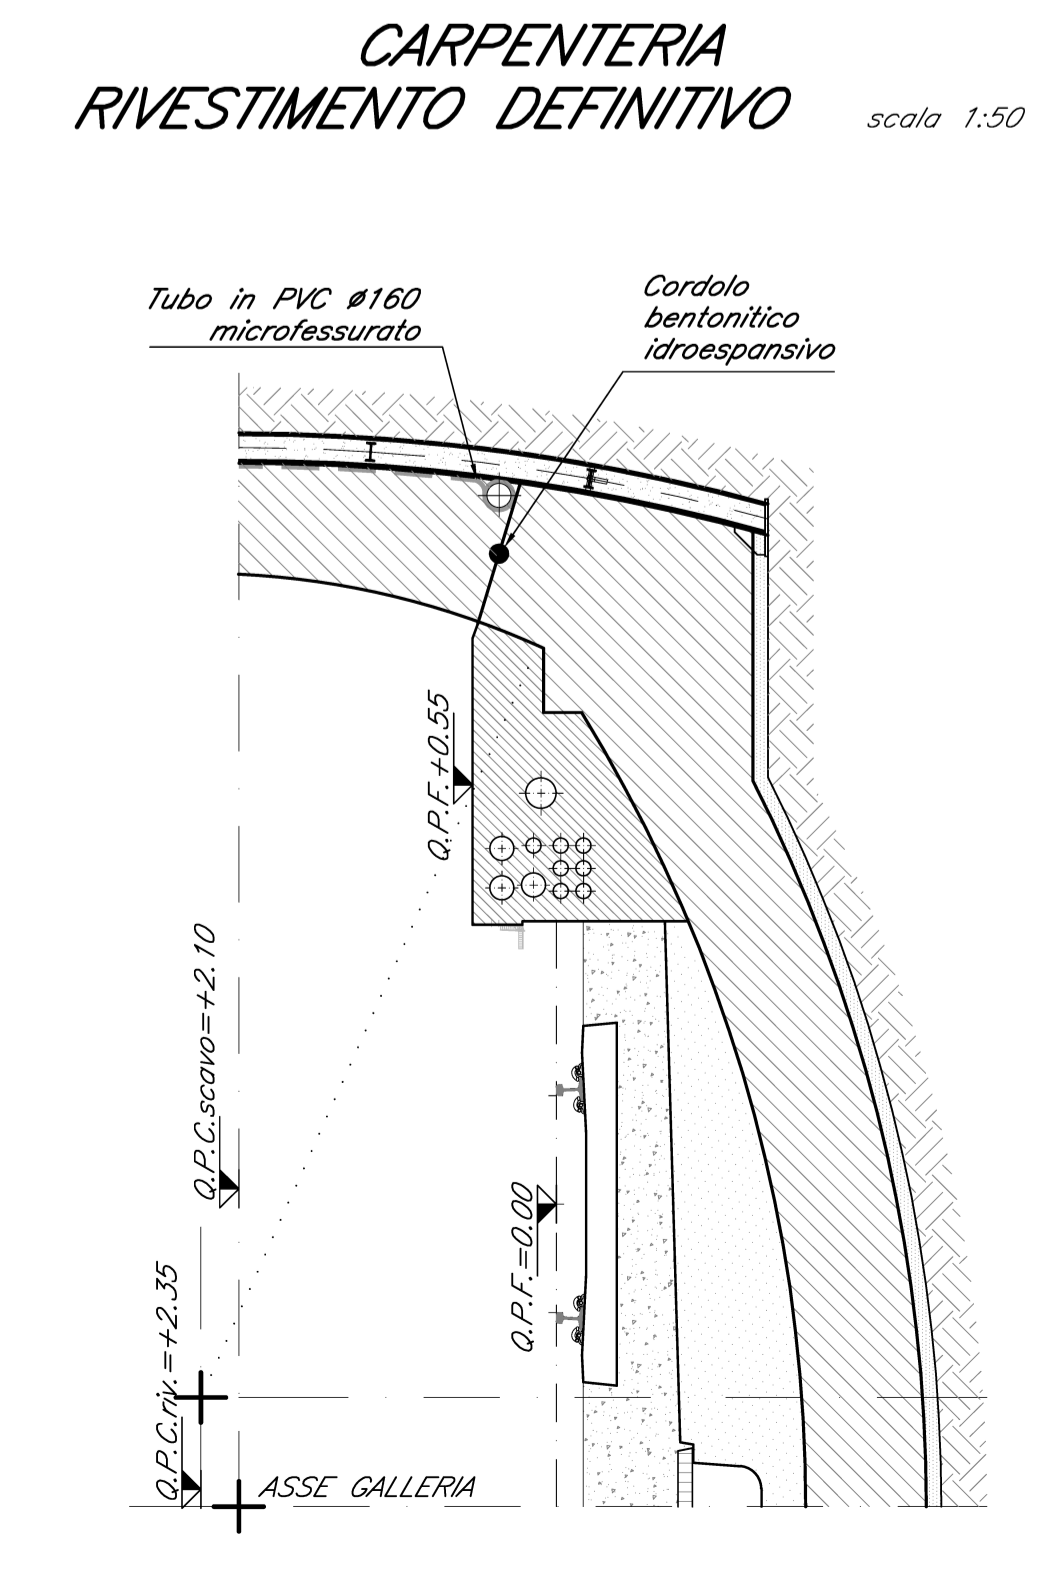 CARPENTERIA
RIVESTIMENTO DEFINITIVO scala 1:50
Tubo in PVC ø160
microfessurato
Cordolo
bentonitico
idroespansivo
Q.P.F.+0.55
Q.P.C.scavo=+2.10
Q.P.F.=0.00
Q.P.C.riv.=+2.35
ASSE GALLERIA